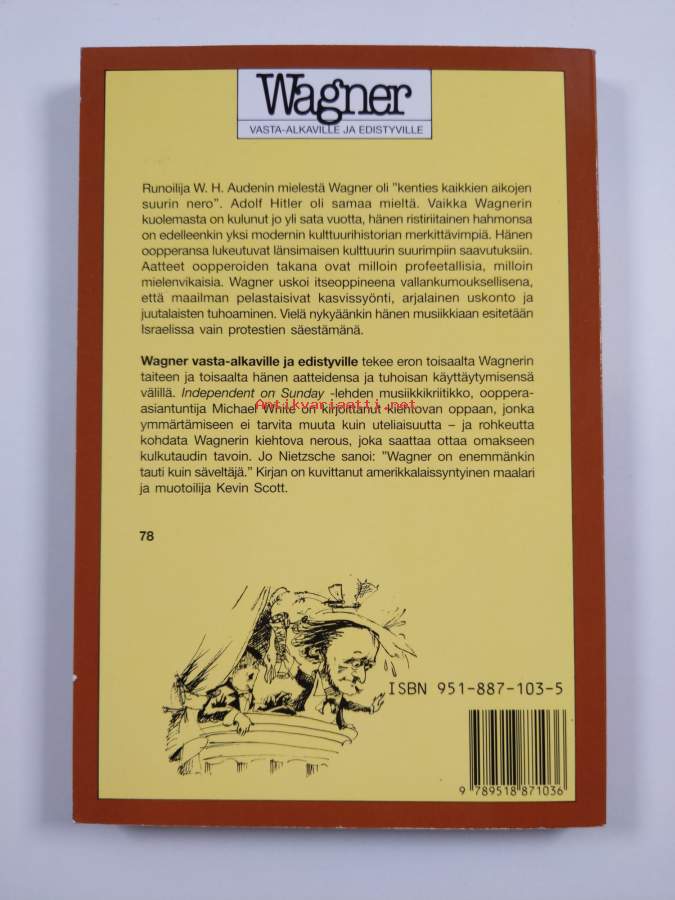 Wagner
VASTA-ALKAVILLE JA EDISTYVILLE
Runoilija W. H. Audenin mielestä Wagner oli ”kenties kaikkien aikojen
suurin nero”. Adolf Hitler oli samaa mieltä. Vaikka Wagnerin
kuolemasta on kulunut jo yli sata vuotta, hänen ristiriitainen hahmonsa
on edelleenkin yksi modernin kulttuurihistorian merkittävimpiä. Hänen
oopperansa lukeutuvat länsimaisen kulttuurin suurimpiin saavutuksiin.
Aatteet oopperoiden takana ovat milloin profeetallisia, milloin
mielenvikaisia. Wagner uskoi itseoppineena vallankumouksellisena,
että maailman pelastaisivat kasvissyönti, arjalainen uskonto ja
juutalaisten tuhoaminen. Vielä nykyäänkin hänen musiikkiaan esitetään
Israelissa vain protestien säestämänä.
Wagner vasta-alkaville ja edistyville tekee eron toisaalta Wagnerin
taiteen ja toisaalta hänen aatteidensa ja tuhoisan käyttäytymisensä
välillä. Independent on Sunday -lehden musiikkikriitikko, ooppera-
asiantuntija Michael White on kirjoittanut kiehtovan oppaan, jonka
Antikvariaatti.net
ymmärtämiseen ei tarvita muuta kuin uteliaisuutta – ja rohkeutta
kohdata Wagnerin kiehtova nerous, joka saattaa ottaa omakseen
kulkutaudin tavoin. Jo Nietzsche sanoi: ”Wagner on enemmänkin
tauti kuin säveltäjä.” Kirjan on kuvittanut amerikkalaissyntyinen maalari
ja muotoilija Kevin Scott.
78
ISBN 951-887-103-5
9 789518 871036